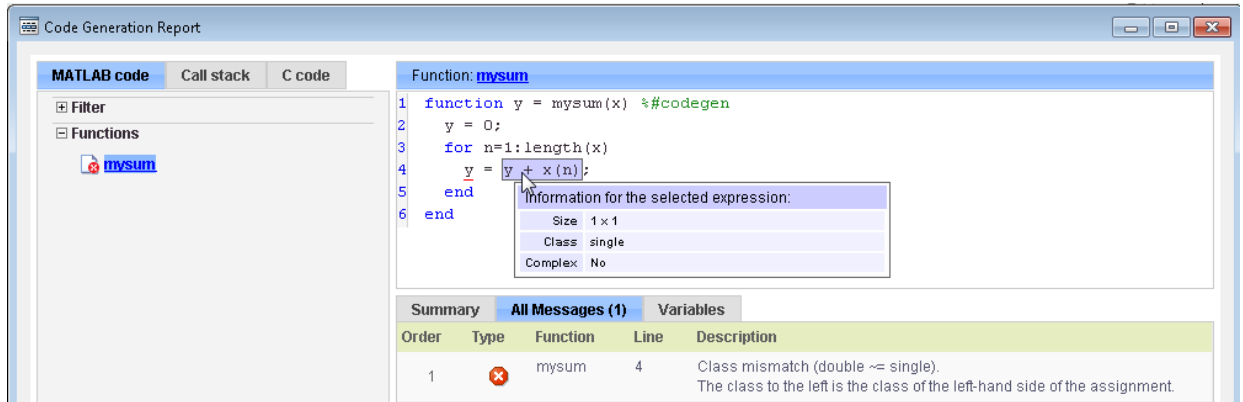 Code Generation Report
MATLAB code Call stack C code
Filter
Functions
mysum
Function: mysum
1 function y = mysum(x) %#codegen
2 y = 0;
3 for n=1:length(x)
4 y = y + x(n);
5 end
6 end
Information for the selected expression:
Size 1 x 1
Class single
Complex No
Summary All Messages (1) Variables
Order Type Function Line Description
1 mysum 4 Class mismatch (double ~= single).
The class to the left is the class of the left-hand side of the assignment.